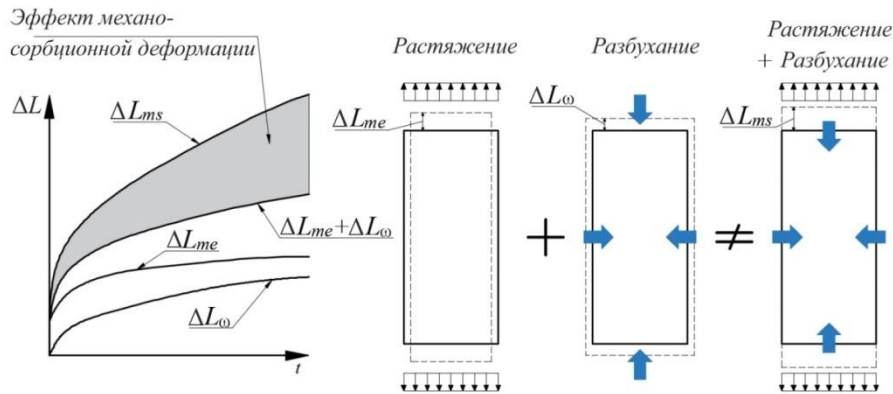 Эффект механо-
сорбционной деформации
ΔL
ΔLms
ΔLme+ΔLω
ΔLme
ΔLω
t
Растяжение
ΔLme
+
Разбухание
ΔLω
≠
Растяжение
+ Разбухание
ΔLms